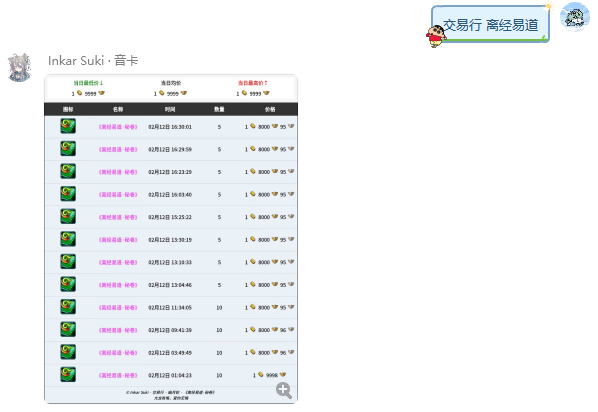 交易行 离经易道
Inkar Suki · 音卡
当日最低价↓ 当日均价 当日最高价↑
1 9999 1 9999 1 9999
图标 名称 时间 数量 价格
《离经易道·秘卷》 02月12日 16:30:01 5 1 8000 95
《离经易道·秘卷》 02月12日 16:29:59 5 1 8000 95
《离经易道·秘卷》 02月12日 16:23:29 5 1 8000 95
《离经易道·秘卷》 02月12日 16:03:40 5 1 8000 95
《离经易道·秘卷》 02月12日 15:25:22 5 1 8000 95
《离经易道·秘卷》 02月12日 13:30:19 5 1 8000 95
《离经易道·秘卷》 02月12日 13:10:33 5 1 8000 95
《离经易道·秘卷》 02月12日 13:04:46 5 1 8000 95
《离经易道·秘卷》 02月12日 11:34:05 10 1 8000 95
《离经易道·秘卷》 02月12日 09:41:39 10 1 8000 96
《离经易道·秘卷》 02月12日 03:49:49 10 1 8000 96
《离经易道·秘卷》 02月12日 01:04:23 10 1 9998
© Inkar Suki · 交易行 · 幽月轮 · 《离经易道·秘卷》